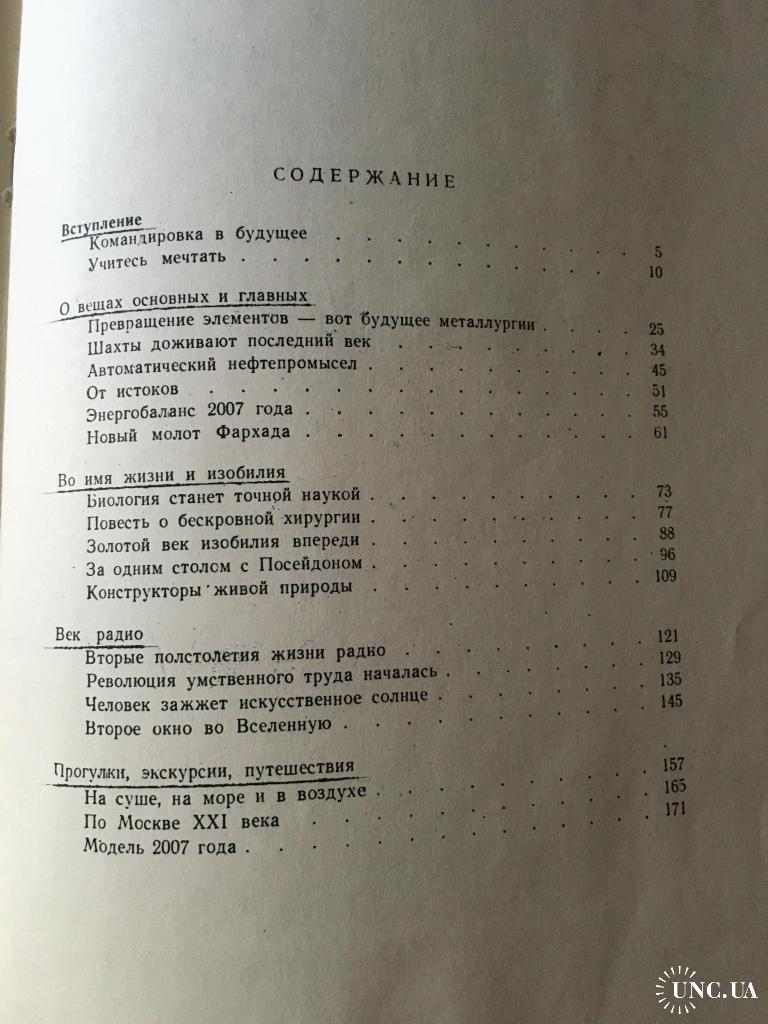 СОДЕРЖАНИЕ
Вступление
Командировка в будущее . . . . . . . . . . 5
Учитесь мечтать . . . . . . . . . . . . . 10
О вещах основных и главных
Превращение элементов — вот будущее металлургии . . . . 25
Шахты доживают последний век . . . . . . . . 34
Автоматический нефтепромысел . . . . . . . . . 45
От истоков . . . . . . . . . . . . . . 51
Энергобаланс 2007 года . . . . . . . . . . . 55
Новый молот Фархада . . . . . . . . . . . 61
Во имя жизни и изобилия
Биология станет точной наукой . . . . . . . . . 73
Повесть о бескровной хирургии . . . . . . . . . 77
Золотой век изобилия впереди . . . . . . . . . 88
За одним столом с Посейдоном . . . . . . . . . 96
Конструкторы живой природы . . . . . . . . . 109
Век радио
Вторые полстолетия жизни радио . . . . . . . . 121
Революция умственного труда началась . . . . . . . 129
Человек зажжет искусственное солнце . . . . . . . 135
Второе окно во Вселенную . . . . . . . . . . 145
Прогулки, экскурсии, путешествия
На суше, на море и в воздухе . . . . . . . . . 157
По Москве XXI века . . . . . . . . . . . 165
Модель 2007 года . . . . . . . . . . . . . 171
UNC.UA